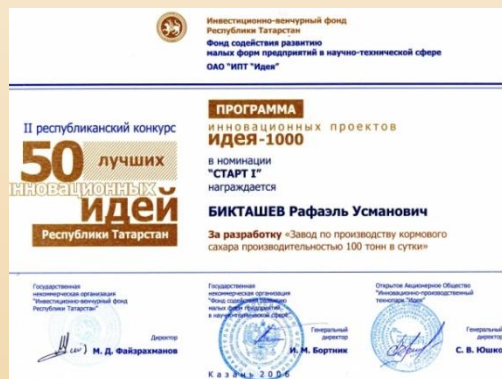 Инвестиционно-венчурный фонд
Республики Татарстан
Фонд содействия развитию
малых форм предприятий в научно-технической сфере
ОАО "ИПТ "Идея"
II республиканский конкурс
50 лучших
инновационных
идей
Республики Татарстан
ПРОГРАММА
инновационных проектов
идея-1000
в номинации
"СТАРТ I"
награждается
БИКТАШЕВ Рафаэль Усманович
За разработку «Завод по производству кормового
сахара производительностью 100 тонн в сутки»
Государственная
некоммерческая организация
"Инвестиционно-венчурный фонд
Республики Татарстан"
Директор
М. Д. Файзрахманов
Государственная
некоммерческая организация
"Фонд содействия развитию
малых форм предприятий
в научно-технической сфере"
Генеральный
директор
И. М. Бортник
Открытое Акционерное Общество
"Инновационно-производственный
технопарк "Идея"
Генеральный
директор
С. В. Юшко
Казань 2006